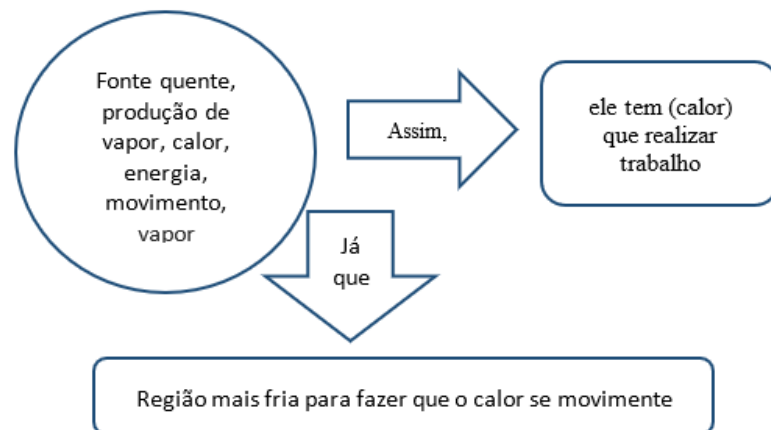 Fonte quente,
produção de
vapor, calor,
energia,
movimento,
vapor
Assim,
ele tem (calor)
que realizar
trabalho
Já
que
Região mais fria para fazer que o calor se movimente